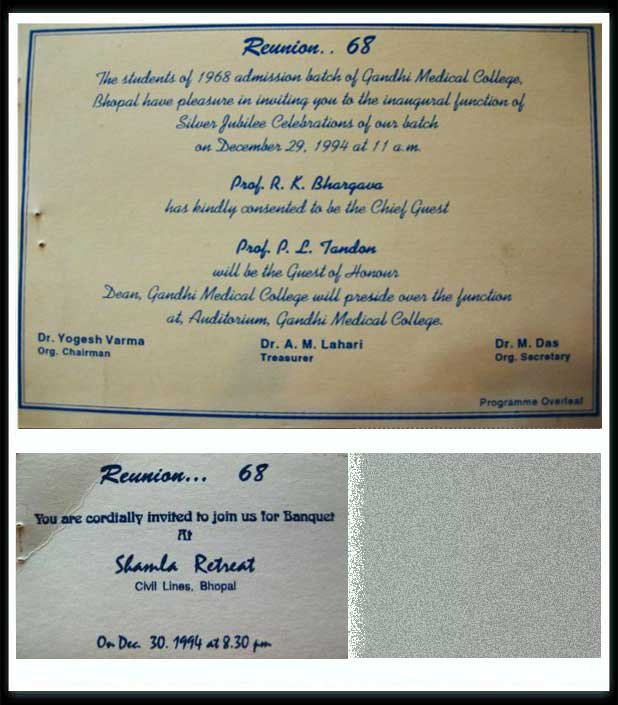 Reunion.. 68
The students of 1968 admission batch of Gandhi Medical College,
Bhopal have pleasure in inviting you to the inaugural function of
Silver Jubilee Celebrations of our batch
on December 29, 1994 at 11 a.m.
Prof. R. K. Bhargava
has kindly consented to be the Chief Guest
Prof. P. L. Tandon
will be the Guest of Honour
Dean, Gandhi Medical College will preside over the function
at, Auditorium, Gandhi Medical College.
Dr. Yogesh Varma
Org. Chairman
Dr. A. M. Lahari
Treasurer
Dr. M. Das
Org. Secretary
Programme Overleaf
Reunion... 68
You are cordially invited to join us for Banquet
At
Shamla Retreat
Civil Lines, Bhopal
On Dec. 30. 1994 at 8.30 pm